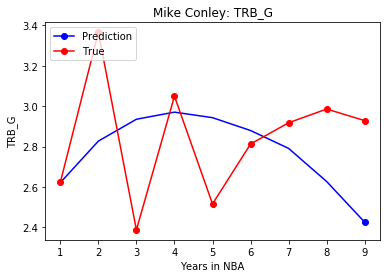 Mike Conley: TRB_G
3.4
3.2
3.0
2.8
2.6
2.4
TRB_G
Prediction
True
1 2 3 4 5 6 7 8 9
Years in NBA